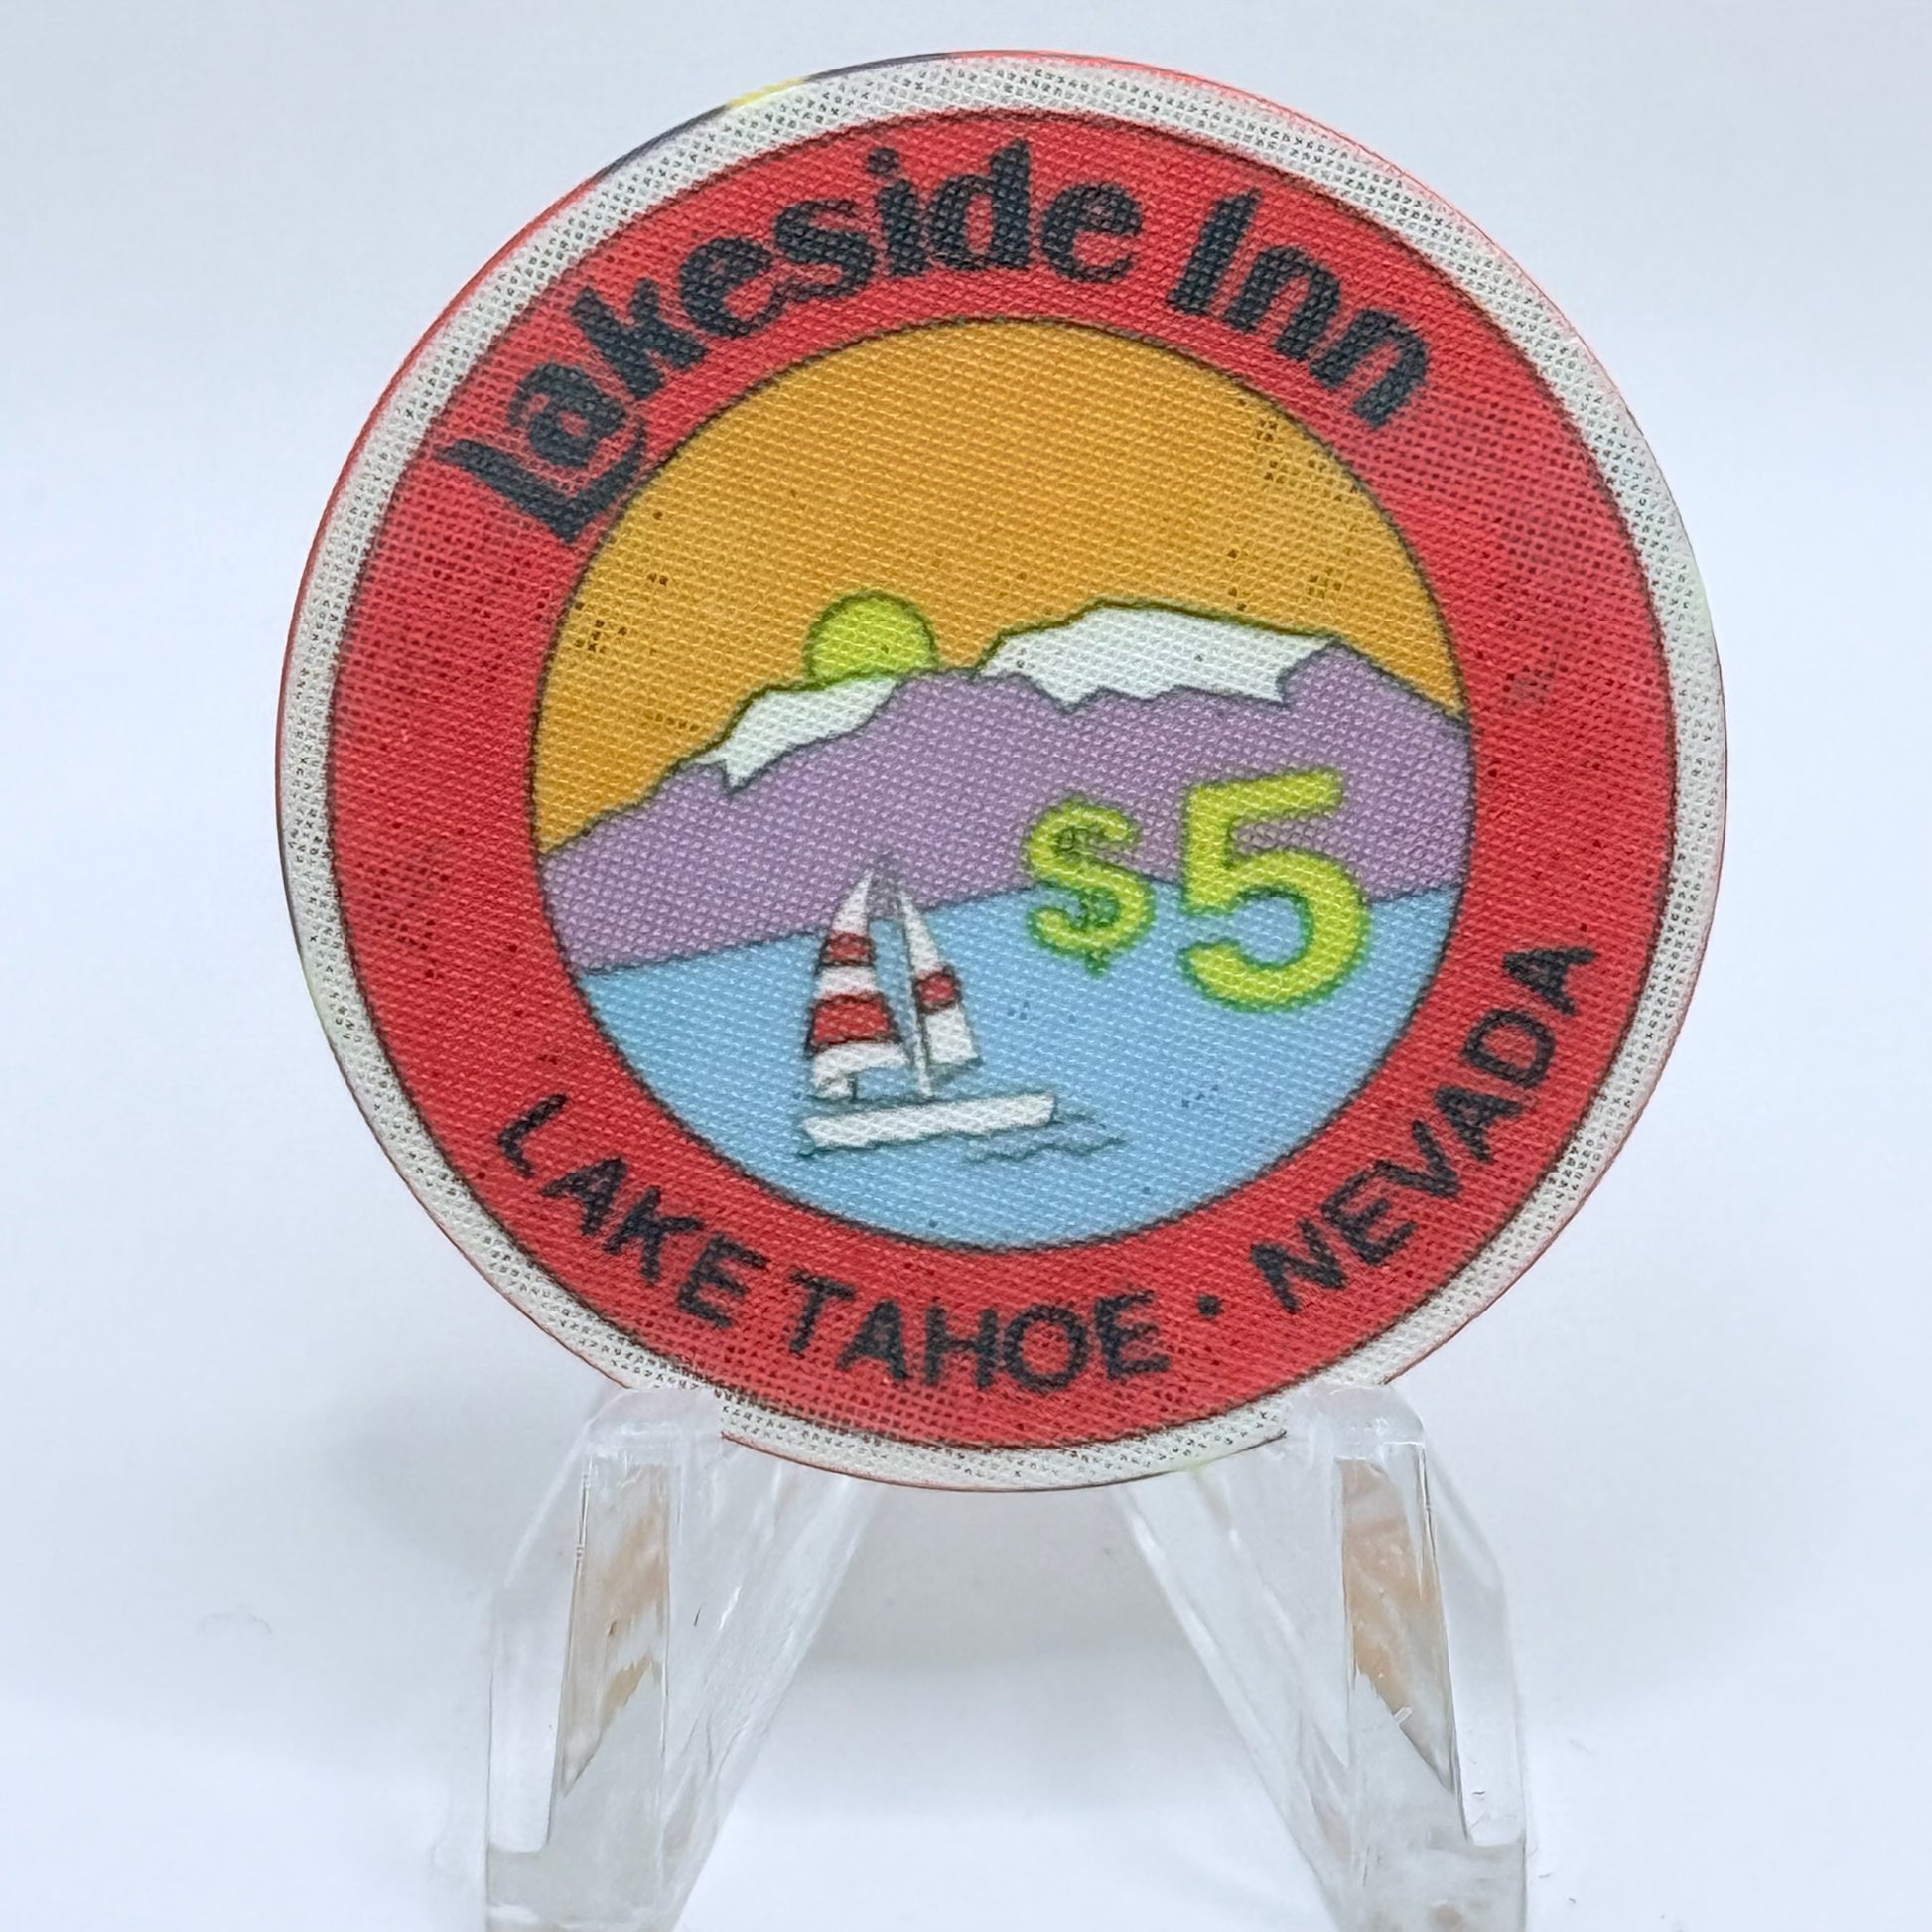 Lakeside Inn
$5
LAKE TAHOE • NEVADA